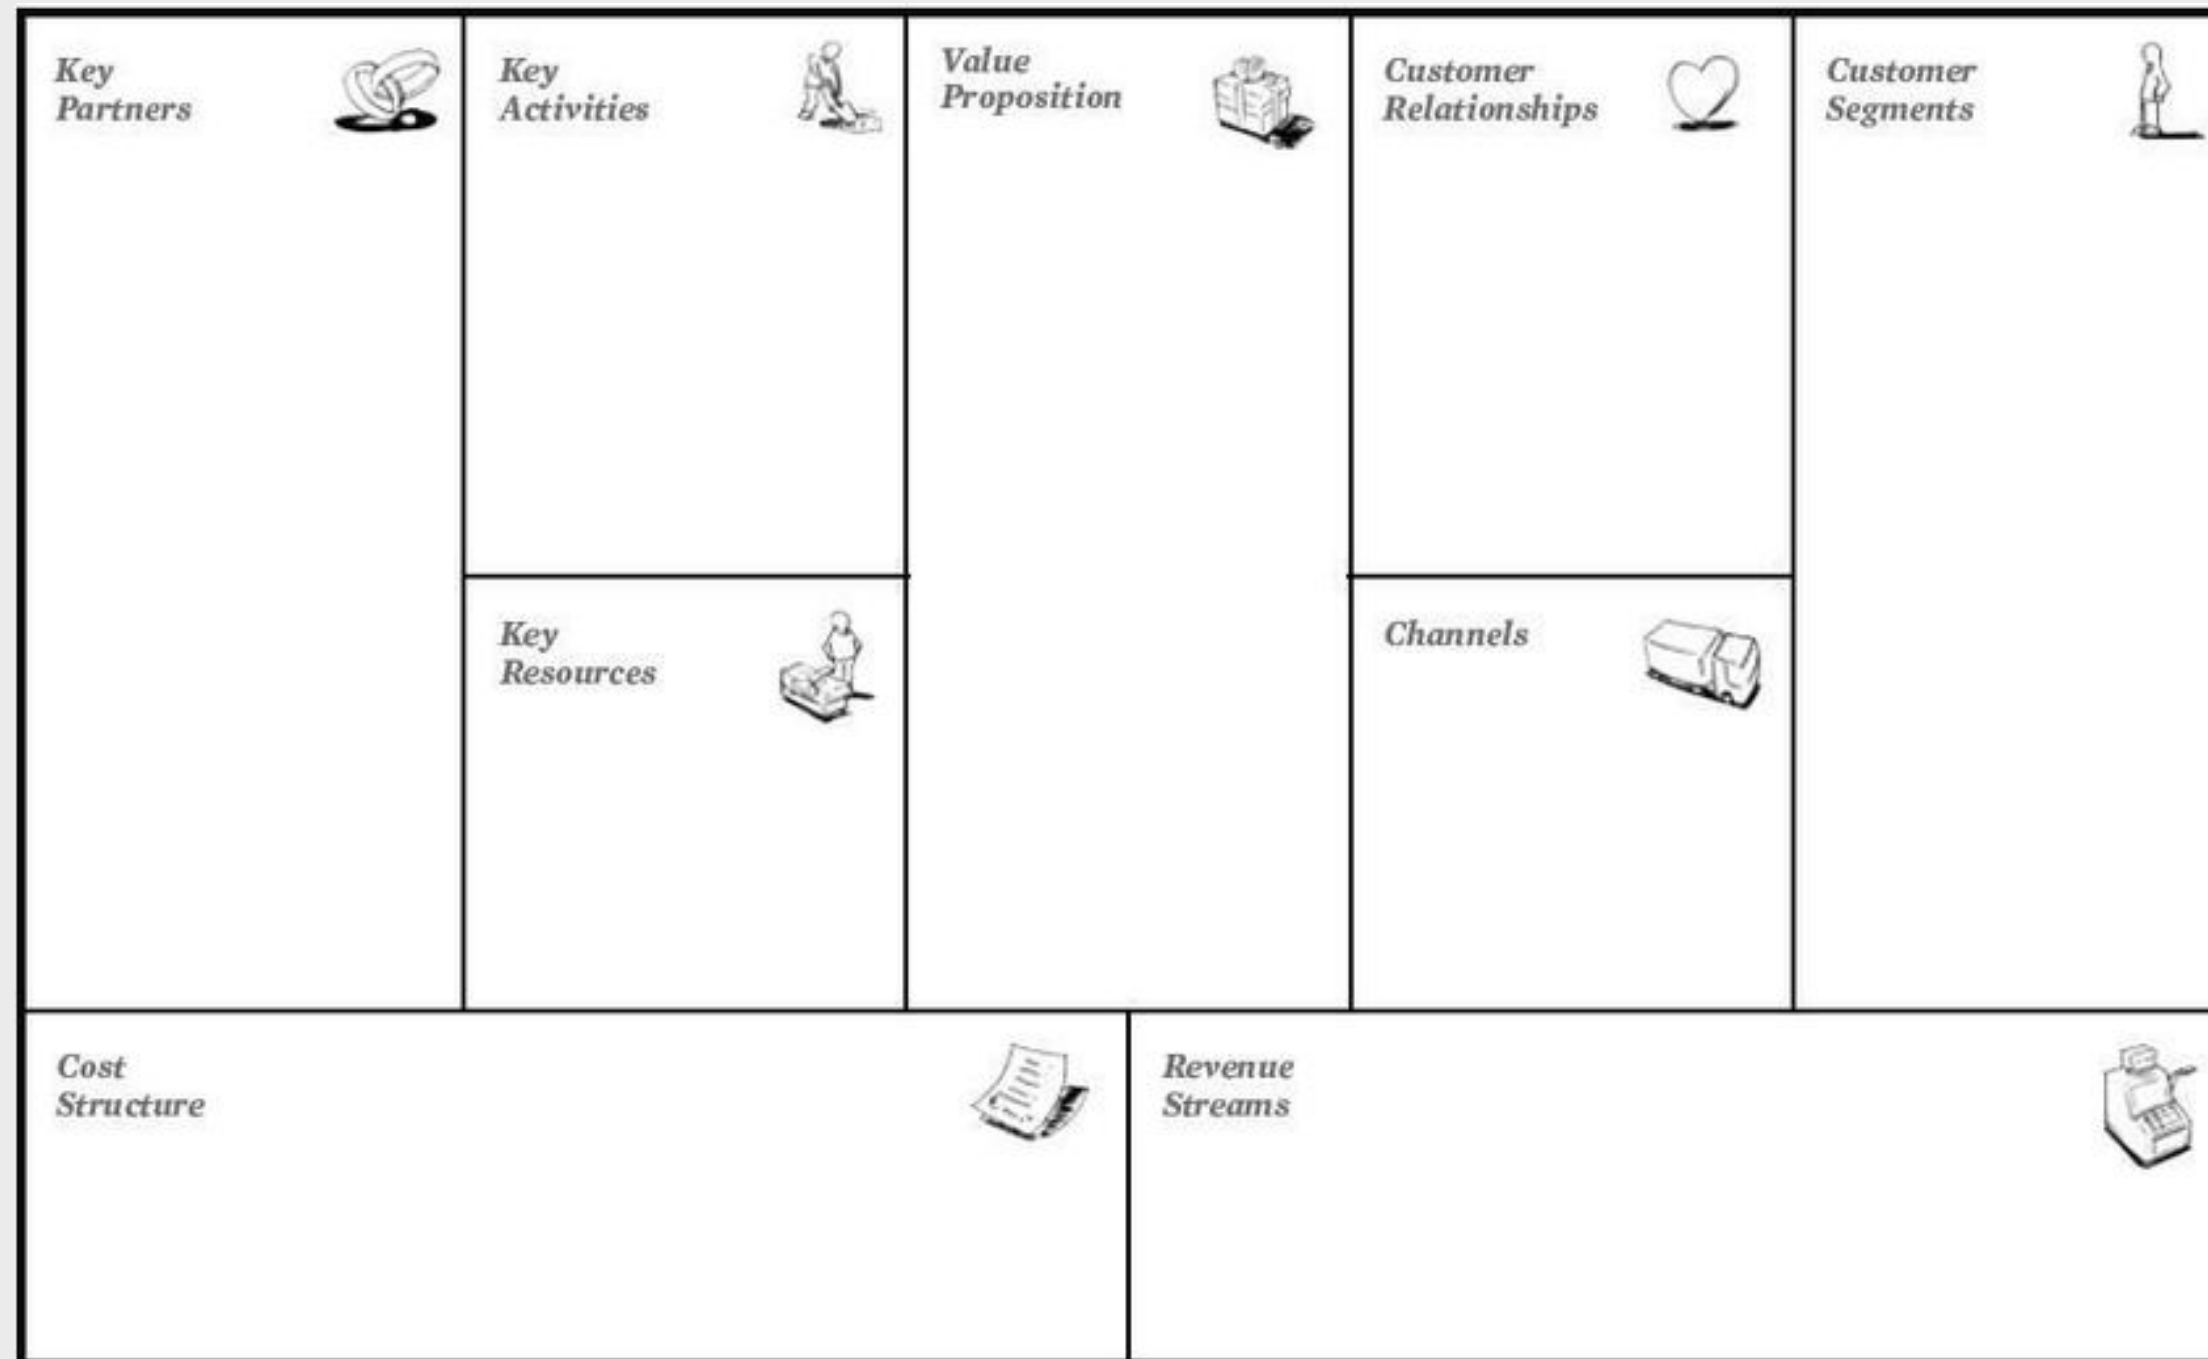 Key
Partners
Key
Activities
Value
Proposition
Customer
Relationships
Customer
Segments
Key
Resources
Channels
Cost
Structure
Revenue
Streams